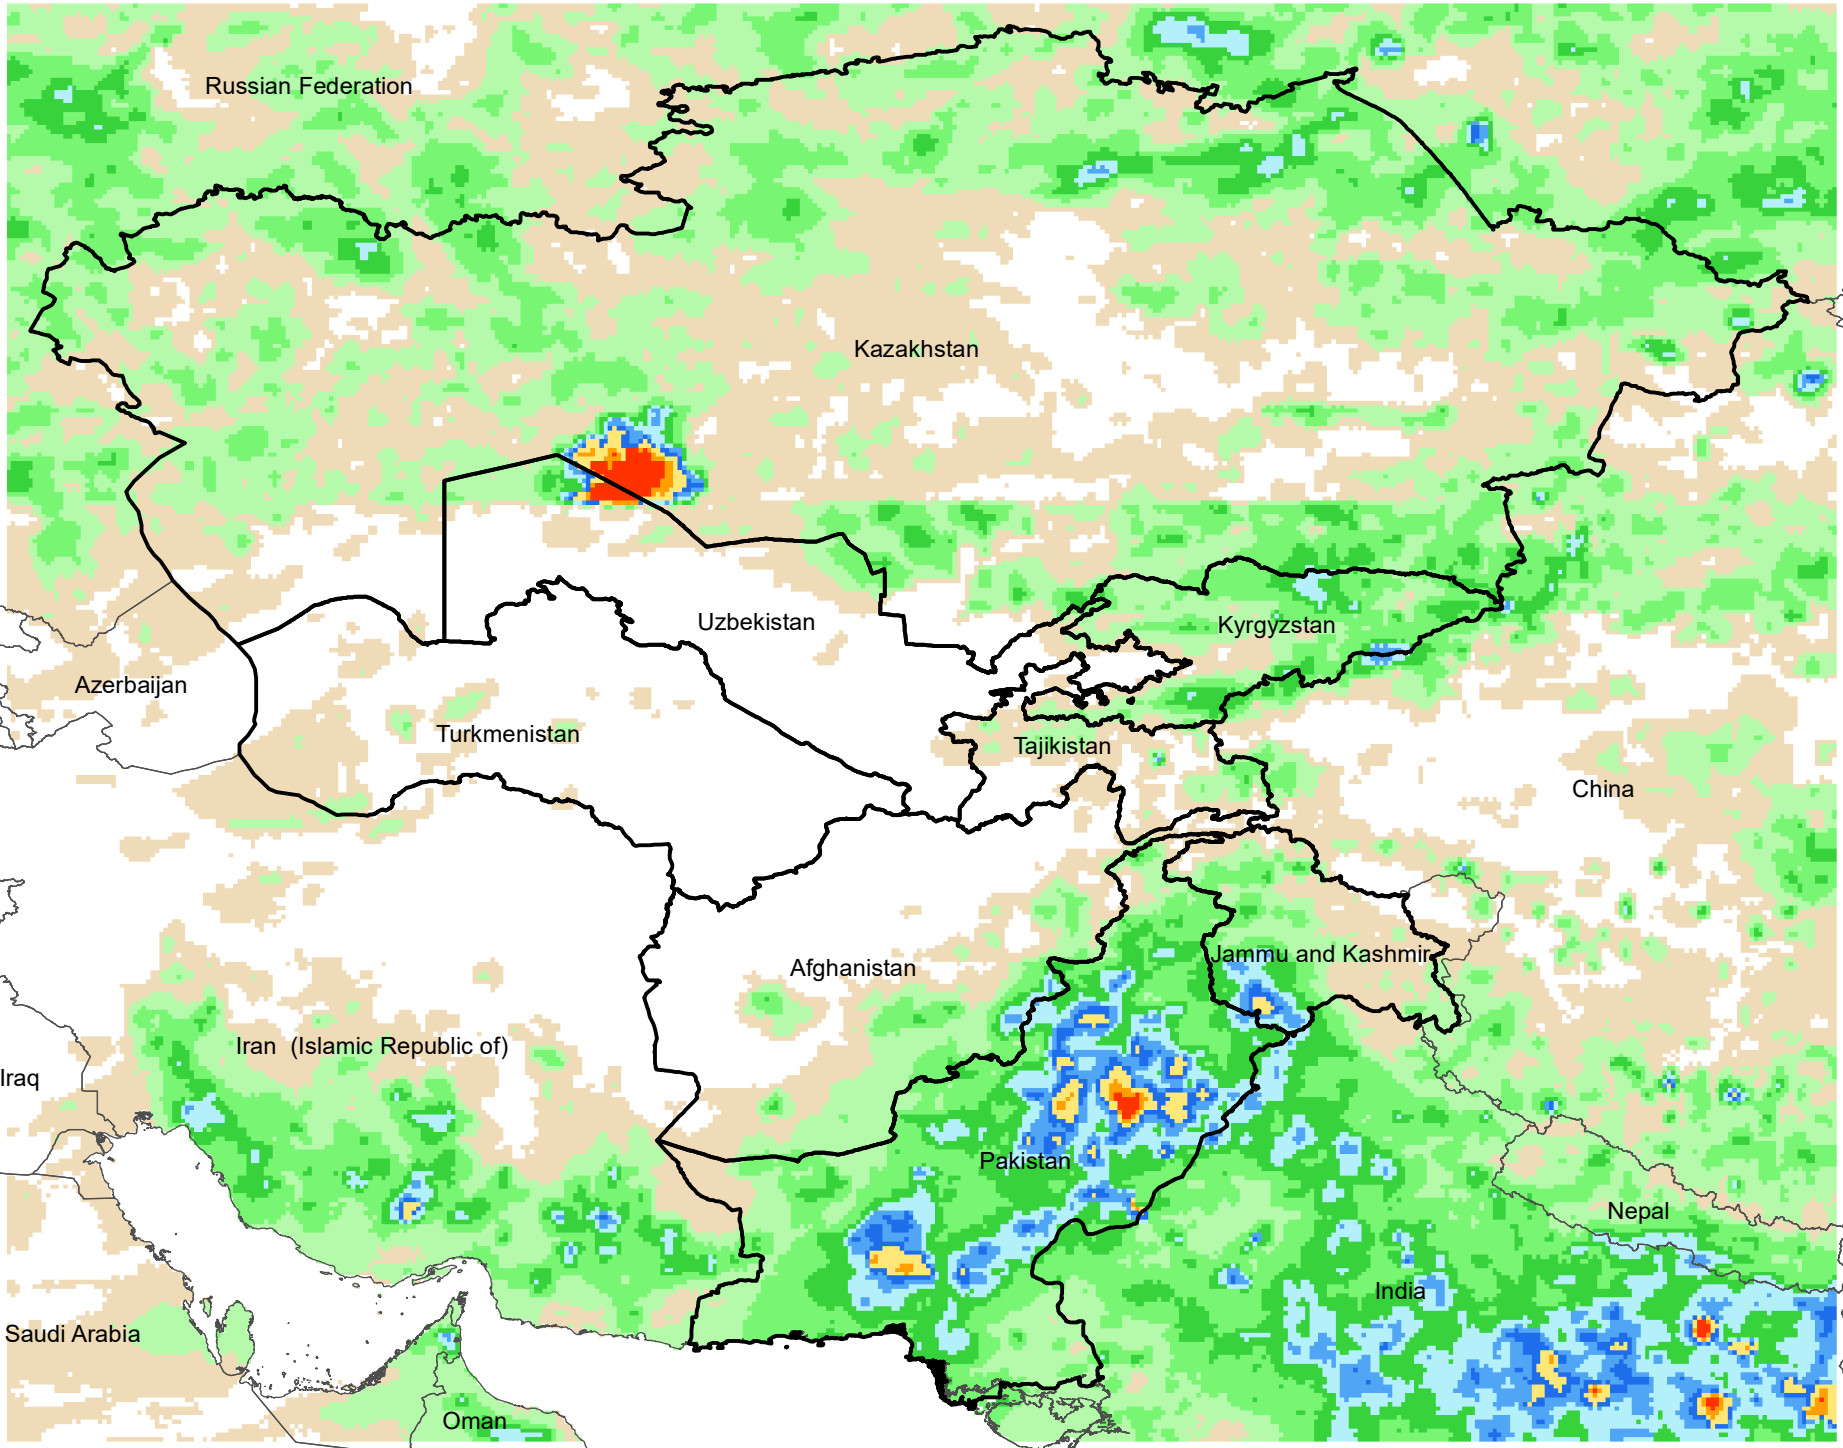 Russian Federation
Kazakhstan
Uzbekistan
Kyrgyzstan
Azerbaijan
Turkmenistan
Tajikistan
China
Afghanistan
Jammu and Kashmir
Iran  (Islamic Republic of)
Iraq
Pakistan
Nepal
India
Saudi Arabia
Oman